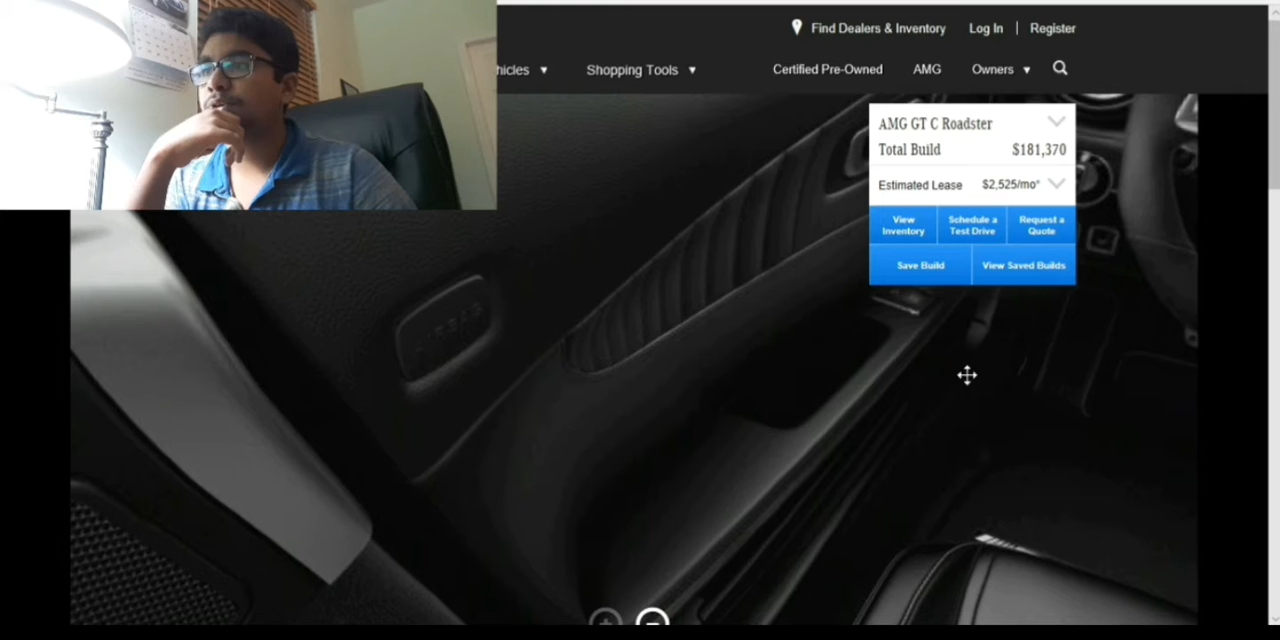 Find Dealers & Inventory Log In | Register
hicles ▼ Shopping Tools ▼ Certified Pre-Owned AMG Owners ▼
AMG GT C Roadster
Total Build $181,370
Estimated Lease $2,525/mo*
View Inventory
Schedule a Test Drive
Request a Quote
Save Build
View Saved Builds
AIRBAG